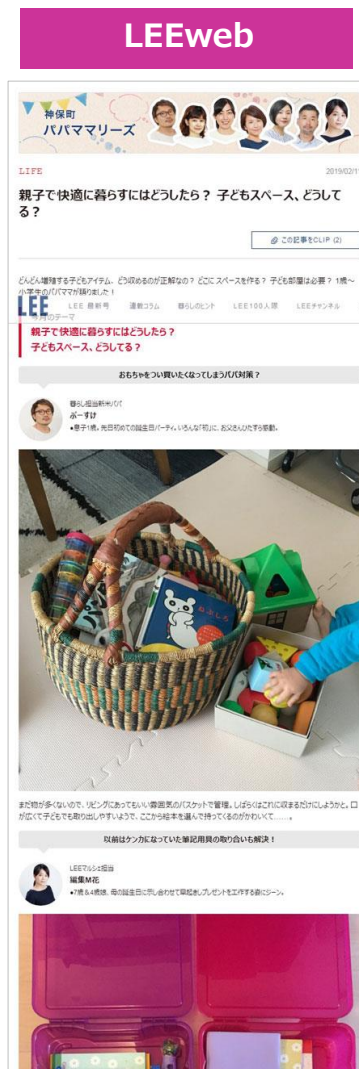 LEEweb
神保町
パパママリーズ
LIFE
2019/02/1
親子で快適に暮らすにはどうしたら？ 子どもスペース、どうして
る？
この記事をCLIP (2)
どんどん増殖する子どもアイテム、どう収めるのが正解なの？ どこにスペースを作る？ 子ども部屋は必要？ 1歳～
小学生のパパママが語りました！
LEE
LEE 最新号 連載コラム 暮らしのヒント LEE100人隊 LEEチャンネル
今月のテーマ
親子で快適に暮らすにはどうしたら？
子どもスペース、どうしてる？
おもちゃをつい買いたくなってしまうパパ対策？
暮らし担当新米パパ
ぶーすけ
●息子1歳。先日初めての誕生日パーティ。いろんな「初」に、お父さんひたすら感動。
まだ物が多くないので、リビングにあってもいい雰囲気のバスケットで管理。しばらくはこれに収まるだけにしようかと。口
が広くて子どもでも取り出しやすいようで、ここから絵本を選んで持ってくるのがかわいくて……。
以前はケンカになっていた筆記用具の取り合いも解決！
LEEマルシェ担当
編集M花
●7歳&4歳娘、母の誕生日に示し合わせて早起きしプレゼントを工作する姿にジーン。